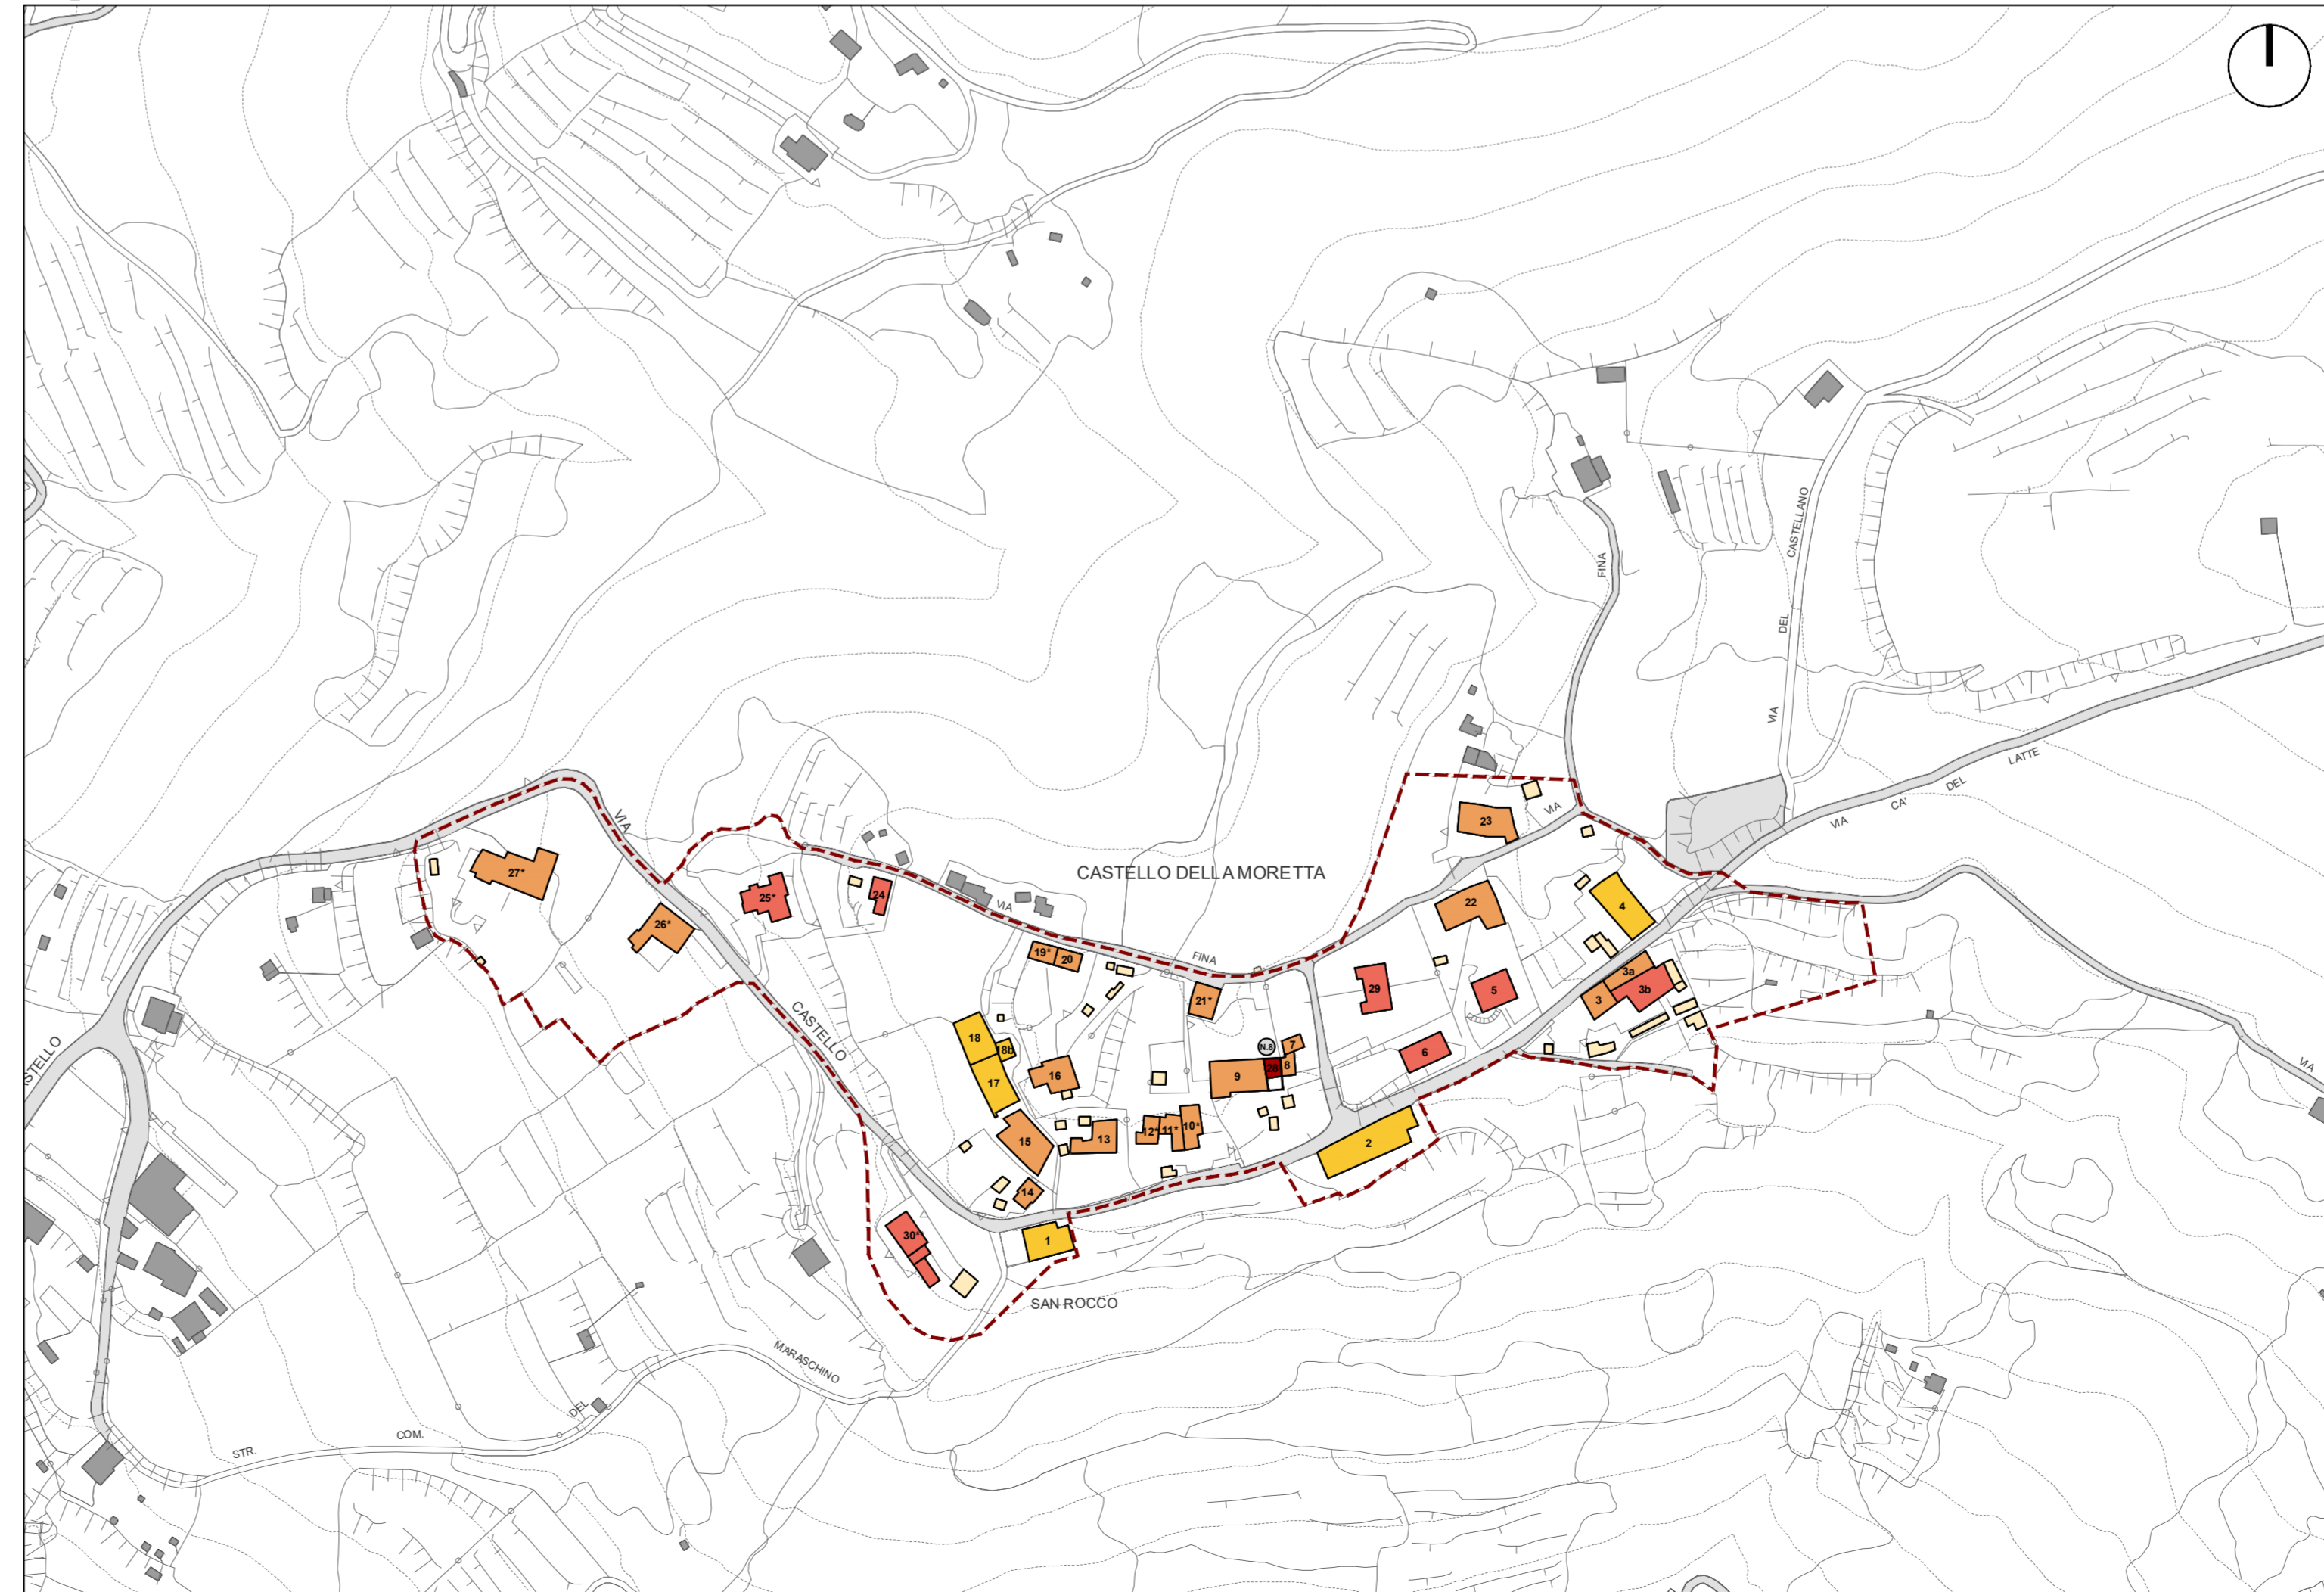 FINA
CASTELLANO
DEL
VIA
LATTE
DEL
CA'
VIA
VIA
23
VIA
CASTELLO DELLA MORETTA
27*
25*
24
VIA
22
4
26*
19*
20
FINA
3a
21*
29
5
3b
3
CASTELLO
18
18b
N.8
7
6
STELLO
17
16
9
28
8
VIA
12*
11*
10*
15
13
2
14
30*
1
SAN ROCCO
MARASCHINO
DEL
COM.
STR.